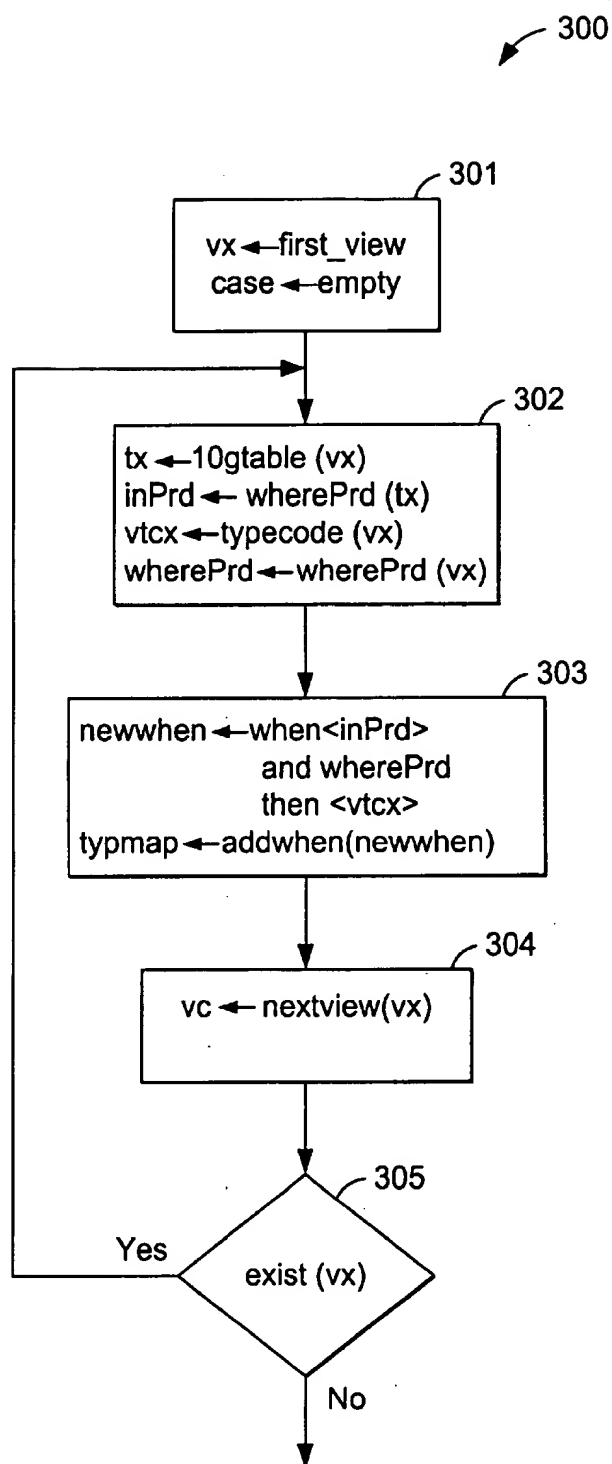 300
301
vx ← first_view
case ← empty
302
tx ← 10gtable (vx)
inPrd ← wherePrd (tx)
vtcx ← typecode (vx)
wherePrd ← wherePrd (vx)
303
newwhen ← when<inPrd>
and wherePrd
then <vtcx>
typmap ← addwhen(newwhen)
304
vc ← nextview(vx)
305
Yes
exist (vx)
No